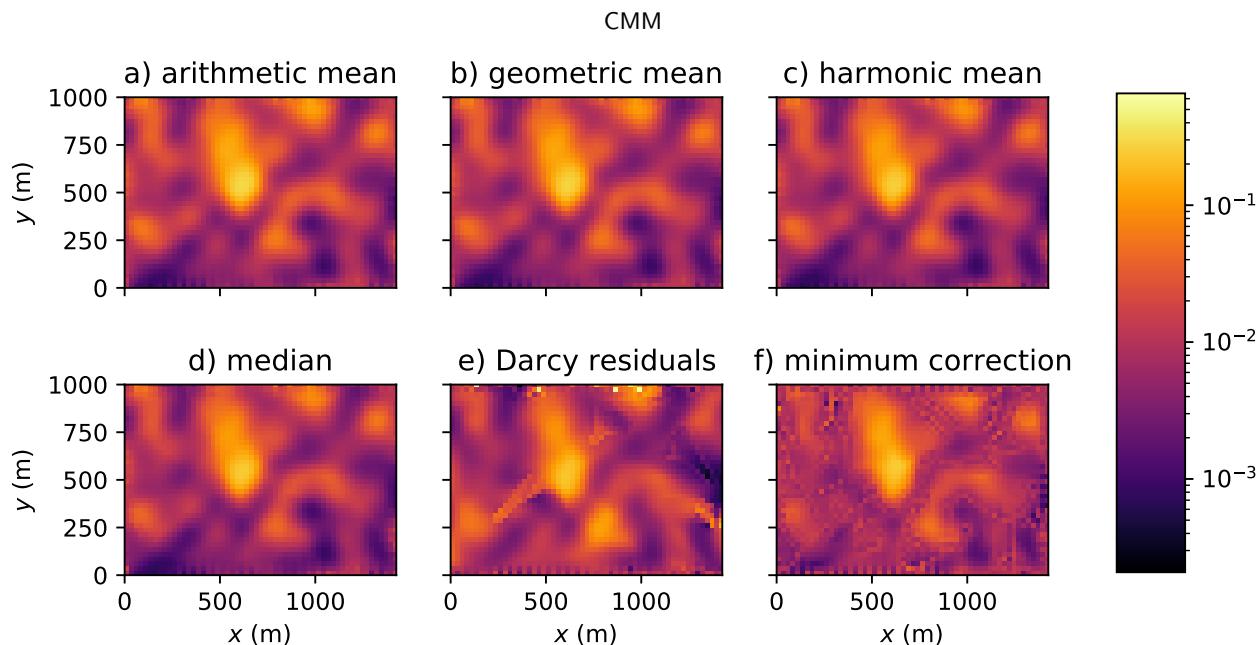 CMM
a) arithmetic mean b) geometric mean c) harmonic mean
1000
750
500
250
0
y (m)
10⁻¹
10⁻²
10⁻³
d) median e) Darcy residuals f) minimum correction
1000
750
500
250
0
y (m)
0 500 1000 0 500 1000 0 500 1000
x (m) x (m) x (m)